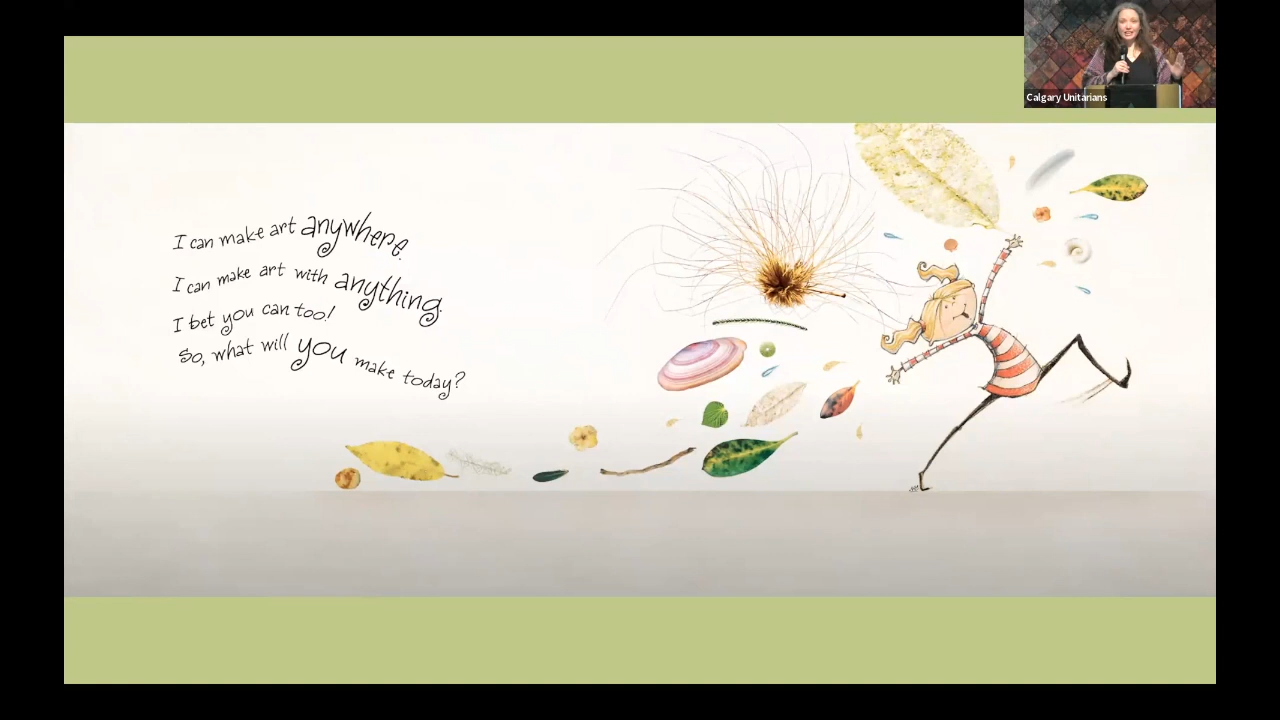 Calgary Unitarians
I can make art anywhere.
I can make art with anything.
I bet you can too!
So, what will you make today?